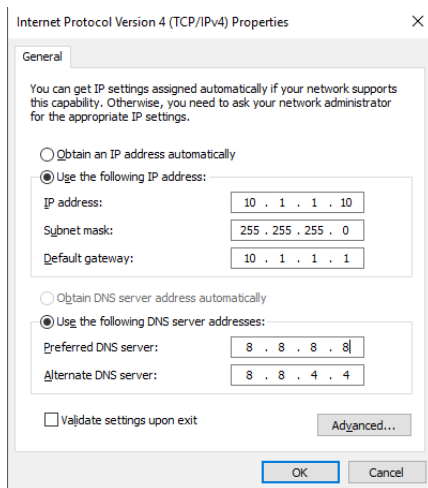 Internet Protocol Version 4 (TCP/IPv4) Properties
General
You can get IP settings assigned automatically if your network supports
this capability. Otherwise, you need to ask your network administrator
for the appropriate IP settings.
Obtain an IP address automatically
Use the following IP address:
IP address: 10 . 1 . 1 . 10
Subnet mask: 255 . 255 . 255 . 0
Default gateway: 10 . 1 . 1 . 1
Obtain DNS server address automatically
Use the following DNS server addresses:
Preferred DNS server: 8 . 8 . 8 . 8
Alternate DNS server: 8 . 8 . 4 . 4
Validate settings upon exit
Advanced...
OK Cancel